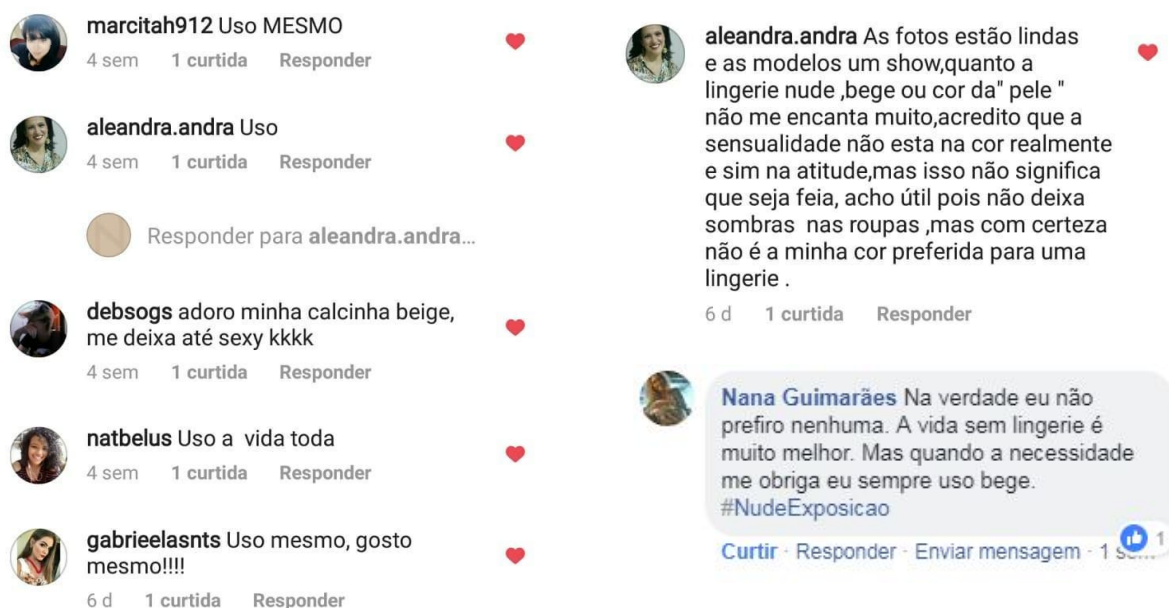 marcitah912 Uso MESMO
4 sem 1 curtida Responder
aleandra.andra Uso
4 sem 1 curtida Responder
Responder para aleandra.andra...
debsogs adoro minha calcinha beige,
me deixa até sexy kkkk
4 sem 1 curtida Responder
natbelus Uso a vida toda
4 sem 1 curtida Responder
gabrieelasnts Uso mesmo, gosto
mesmo!!!!
6 d 1 curtida Responder
aleandra.andra As fotos estão lindas
e as modelos um show,quanto a
lingerie nude ,bege ou cor da" pele "
não me encanta muito,acredito que a
sensualidade não esta na cor realmente
e sim na atitude,mas isso não significa
que seja feia, acho útil pois não deixa
sombras nas roupas ,mas com certeza
não é a minha cor preferida para uma
lingerie .
6 d 1 curtida Responder
Nana Guimarães Na verdade eu não
prefiro nenhuma. A vida sem lingerie é
muito melhor. Mas quando a necessidade
me obriga eu sempre uso bege.
#NudeExposicao
Curtir · Responder · Enviar mensagem · 1
1